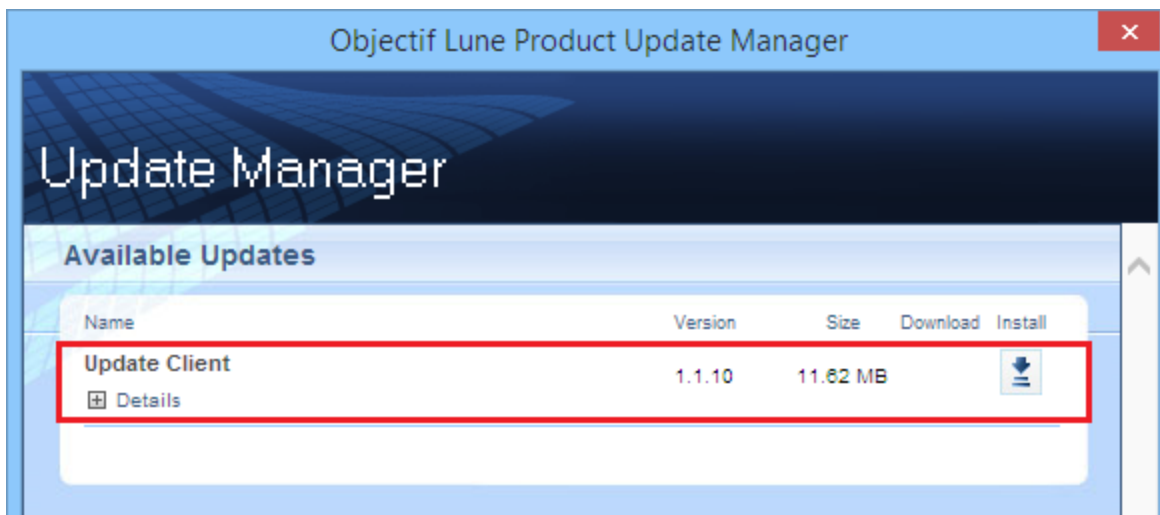 Objectif Lune Product Update Manager
Update Manager
Available Updates
Name Version Size Download Install
Update Client 1.1.10 11.62 MB
Details